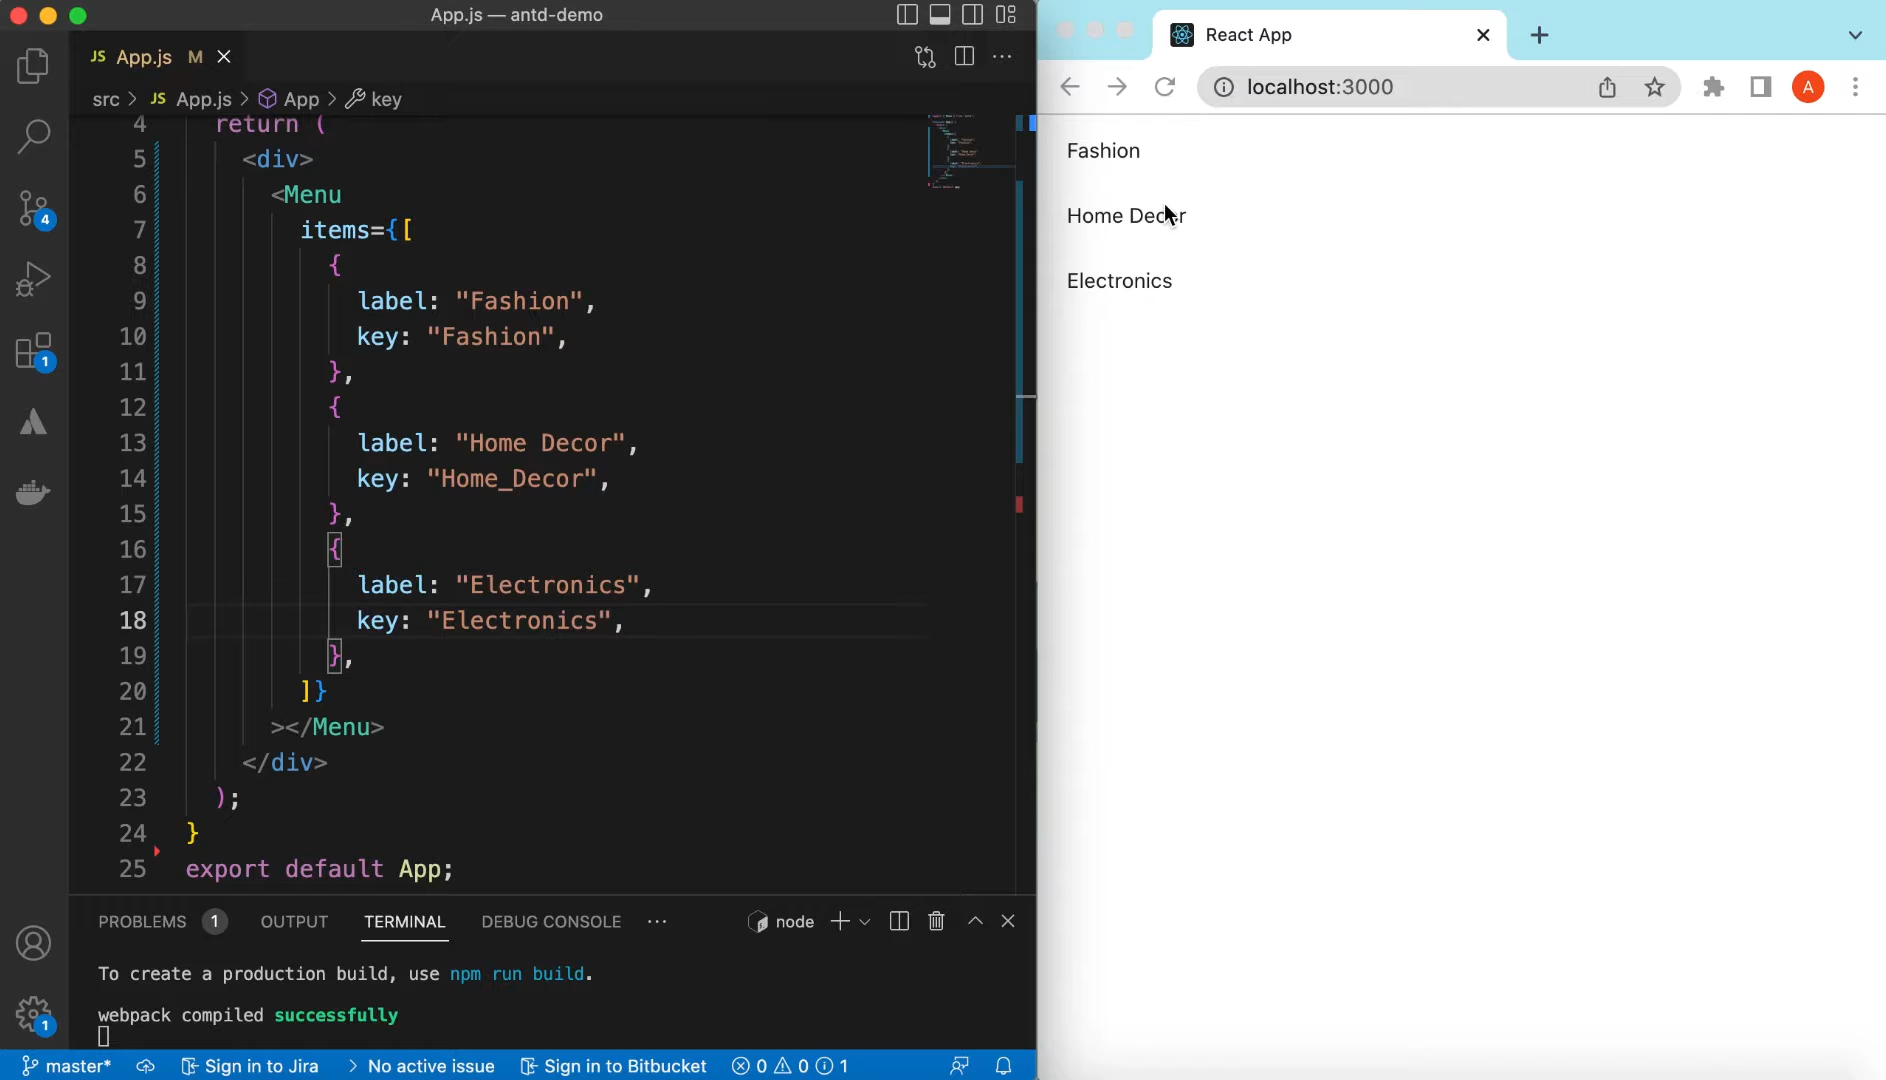 App.js — antd-demo
JS App.js M
src > JS App.js > App > key
4 return (
5 <div>
6 <Menu
7 items={[
8 {
9 label: "Fashion",
10 key: "Fashion",
11 },
12 {
13 label: "Home Decor",
14 key: "Home_Decor",
15 },
16 {
17 label: "Electronics",
18 key: "Electronics",
19 },
20 ]}
21 ></Menu>
22 </div>
23 );
24 }
25 export default App;
4
1
1
PROBLEMS 1 OUTPUT TERMINAL DEBUG CONSOLE ··· node
To create a production build, use npm run build.
webpack compiled successfully
master* Sign in to Jira > No active issue Sign in to Bitbucket 0 0 1
React App
localhost:3000
A
Fashion
Home Decor
Electronics